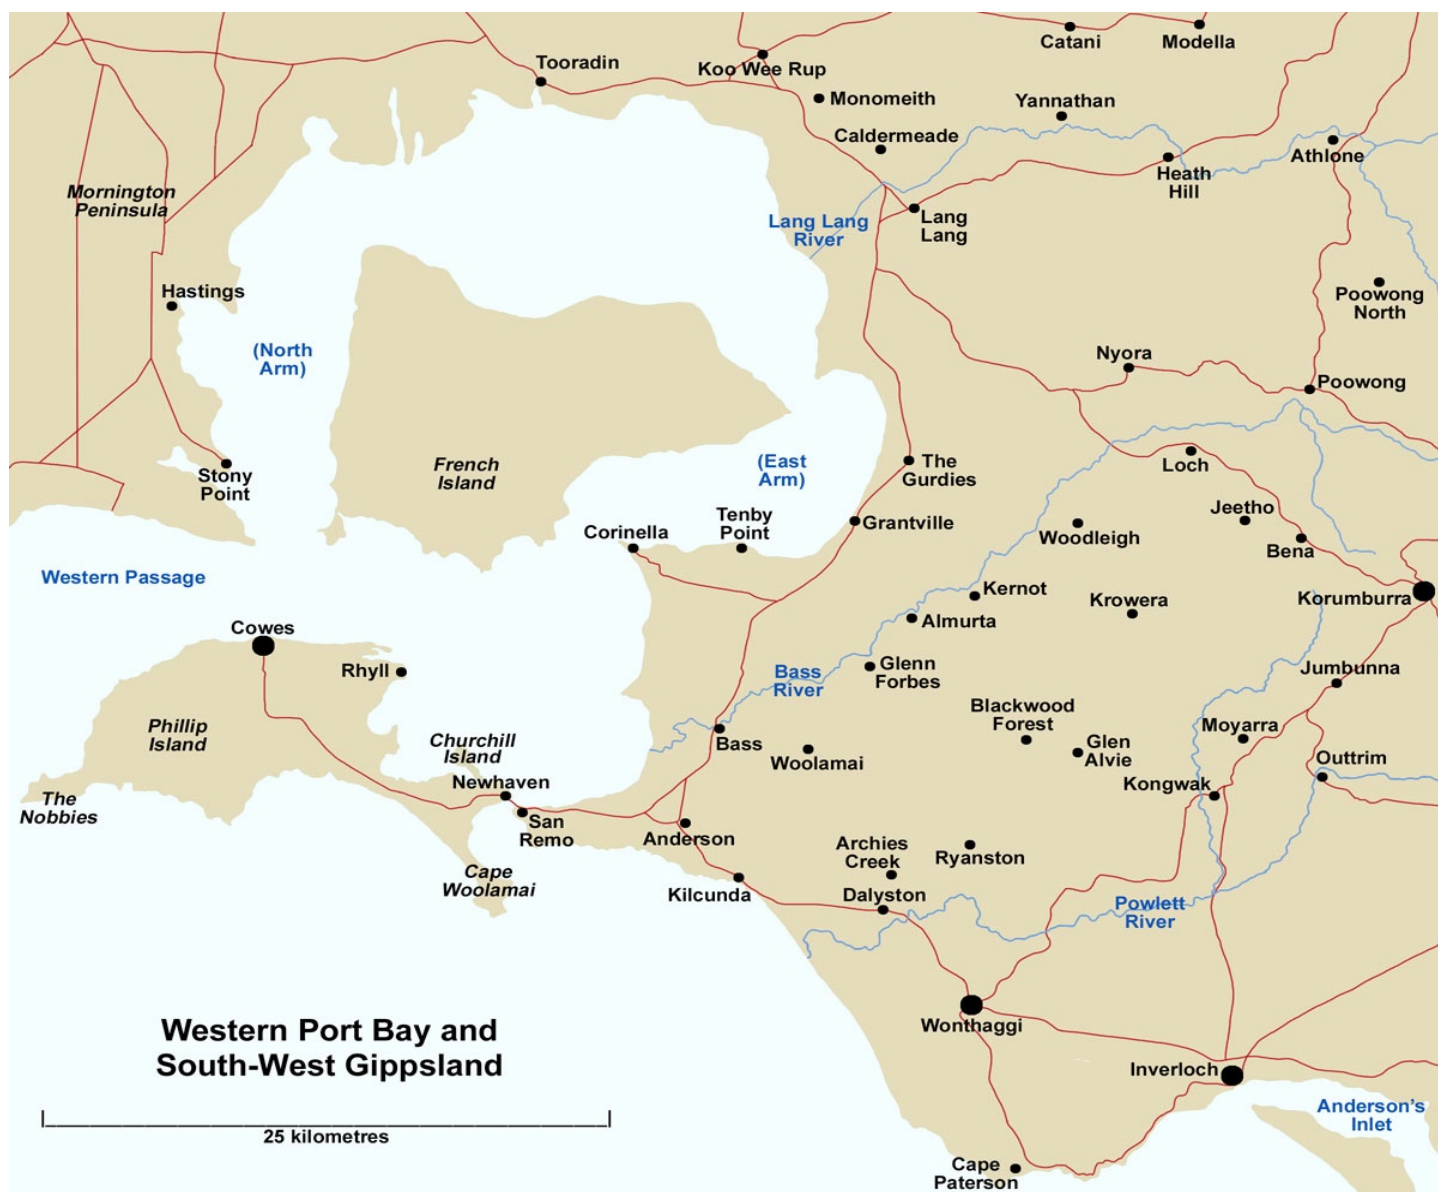 Catani
Modella
Tooradin
Koo Wee Rup
Monomeith
Yannathan
Caldermeade
Athlone
Heath
Hill
Mornington
Peninsula
Lang Lang
River
Lang
Lang
Hastings
Poowong
North
(North
Arm)
Nyora
Poowong
French
Island
(East
Arm)
The
Gurdies
Loch
Stony
Point
Tenby
Point
Corinella
Grantville
Jeetho
Woodleigh
Bena
Western Passage
Kernot
Krowera
Korumburra
Almurta
Cowes
Rhyll
Glenn
Forbes
Bass
River
Jumbunna
Phillip
Island
Churchill
Island
Blackwood
Forest
Moyarra
Bass
Woolamai
Glen
Alvie
Outtrim
Newhaven
Kongwak
The
Nobbies
San
Remo
Anderson
Archies
Creek
Ryanston
Cape
Woolamai
Kilcunda
Dalyston
Powlett
River
Wonthaggi
Western Port Bay and
South-West Gippsland
Inverloch
Anderson's
Inlet
25 kilometres
Cape
Paterson